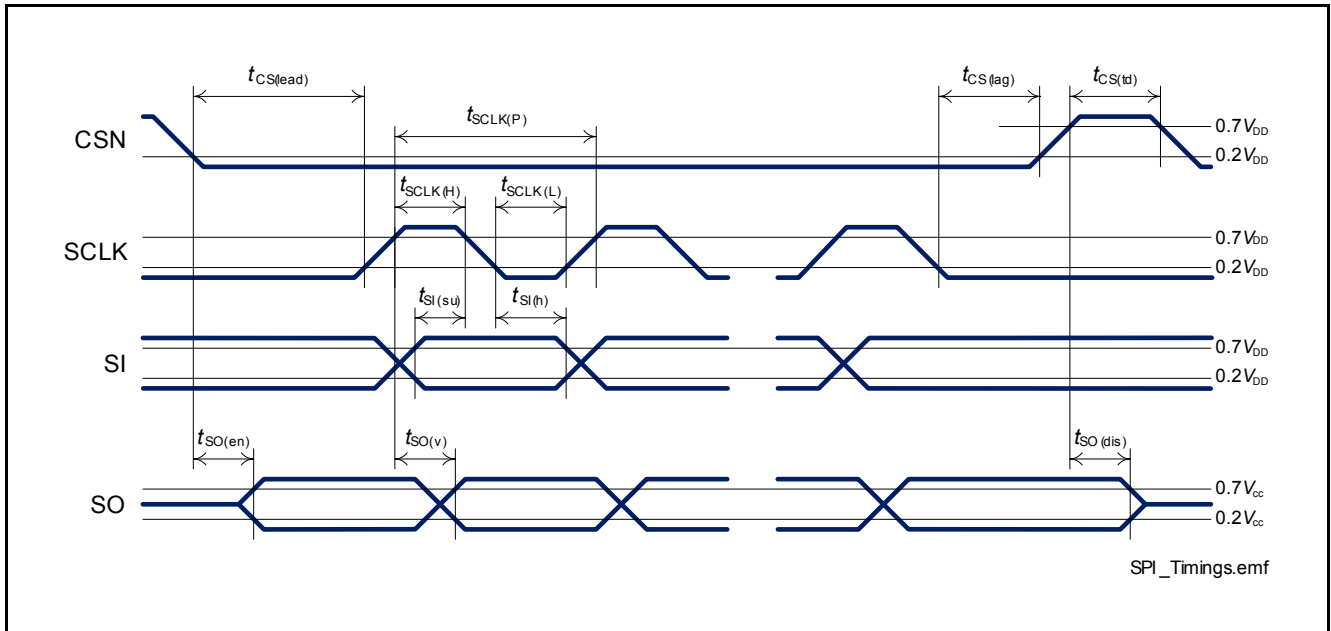 tCS(lead)
tCS(lag)
tCS(td)
tSCLK(P)
CSN
0.7VDD
0.2VDD
tSCLK(H)
tSCLK(L)
SCLK
0.7VDD
0.2VDD
tSI(su)
tSI(h)
SI
0.7VDD
0.2VDD
tSO(en)
tSO(v)
tSO(dis)
SO
0.7Vcc
0.2Vcc
SPI_Timings.emf